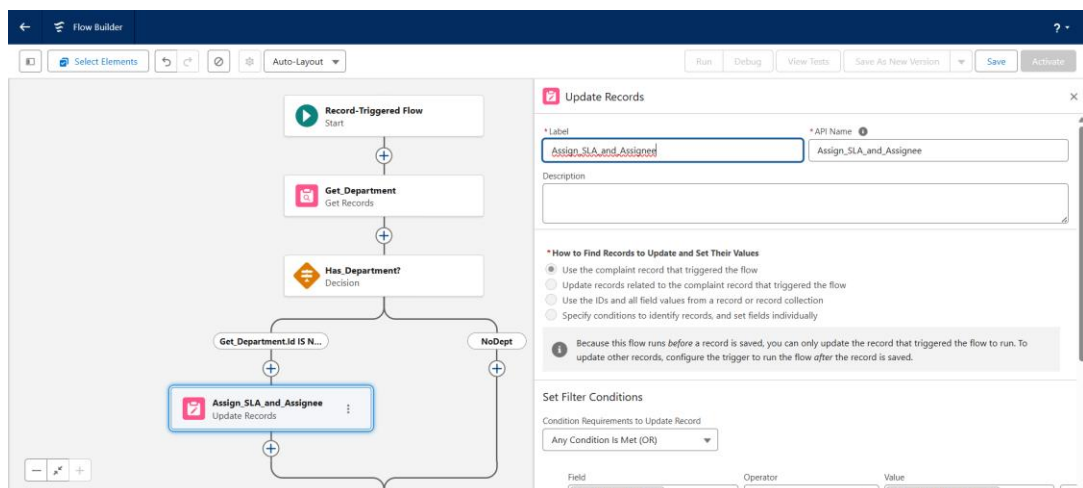 Flow Builder
?
Select Elements
Auto-Layout
Run
Debug
View Tests
Save As New Version
Save
Activate
Record-Triggered Flow
Start
Get_Department
Get Records
Has_Department?
Decision
Get_Department.Id IS N...
NoDept
Assign_SLA_and_Assignee
Update Records
Update Records
* Label
Assign_SLA_and_Assignee
* API Name
Assign_SLA_and_Assignee
Description
* How to Find Records to Update and Set Their Values
Use the complaint record that triggered the flow
Update records related to the complaint record that triggered the flow
Use the IDs and all field values from a record or record collection
Specify conditions to identify records, and set fields individually
Because this flow runs before a record is saved, you can only update the record that triggered the flow to run. To
update other records, configure the trigger to run the flow after the record is saved.
Set Filter Conditions
Condition Requirements to Update Record
Any Condition Is Met (OR)
Field
Operator
Value